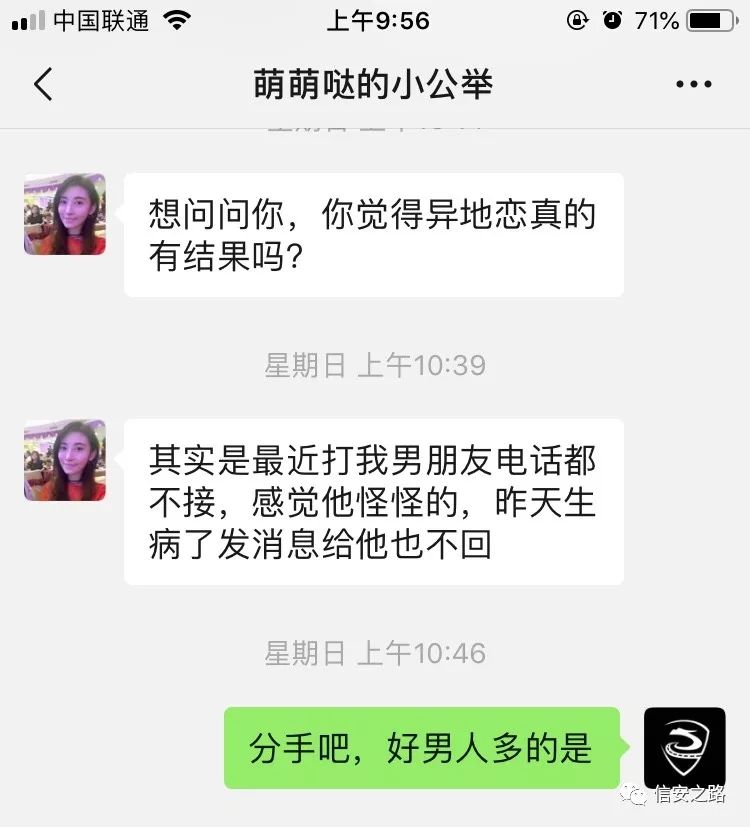 中国联通
上午9:56
71%
萌萌哒的小公举
想问问你，你觉得异地恋真的
有结果吗?
星期日 上午10:39
其实是最近打我男朋友电话都
不接，感觉他怪怪的，昨天生
病了发消息给他也不回
星期日 上午10:46
分手吧，好男人多的是
信安之路